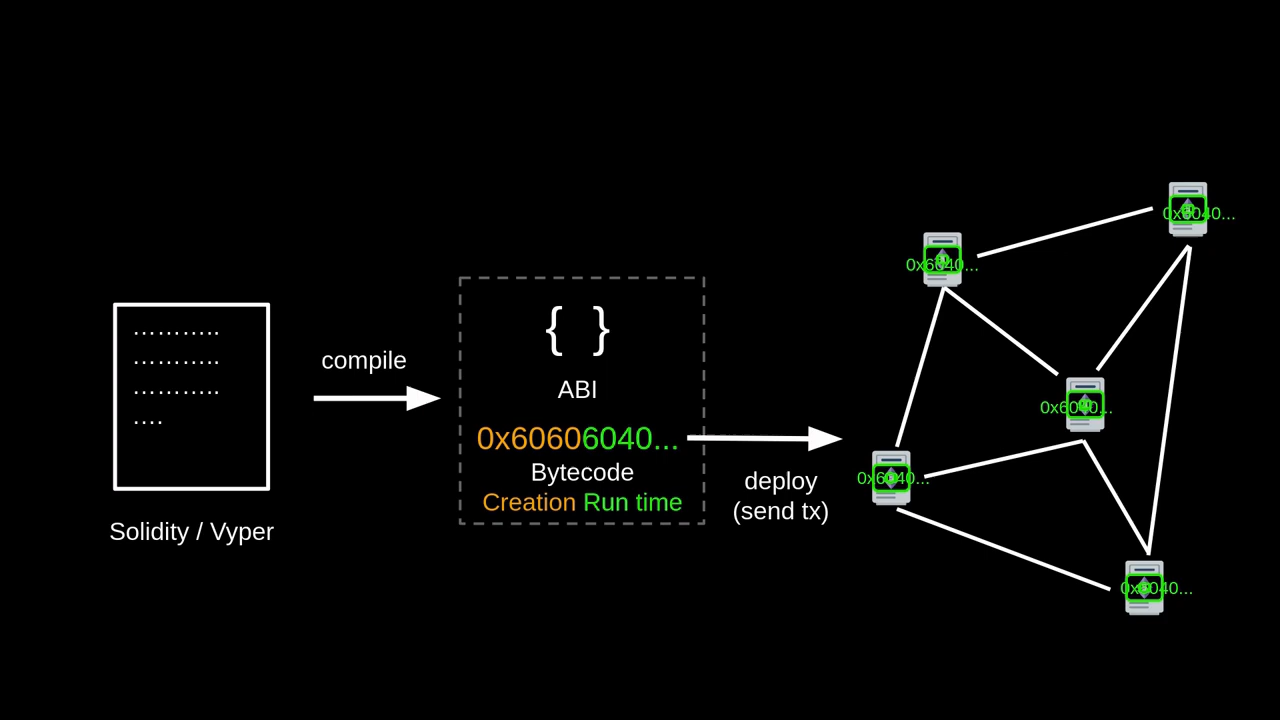 ………..
………..
………..
….
Solidity / Vyper
compile
{ }
ABI
0x60606040...
Bytecode
Creation Run time
deploy
(send tx)
0x6040...
0x6040...
0x6040...
0x6040...
0x6040...